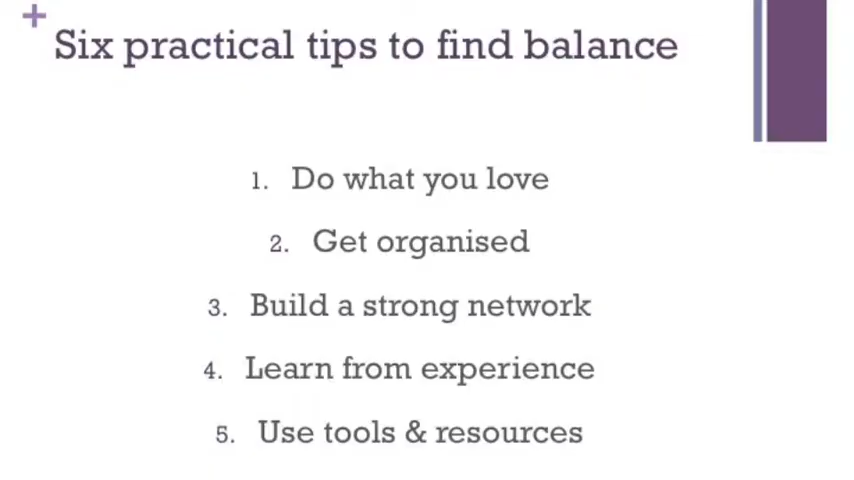 Six practical tips to find balance
1. Do what you love
2. Get organised
3. Build a strong network
4. Learn from experience
5. Use tools & resources